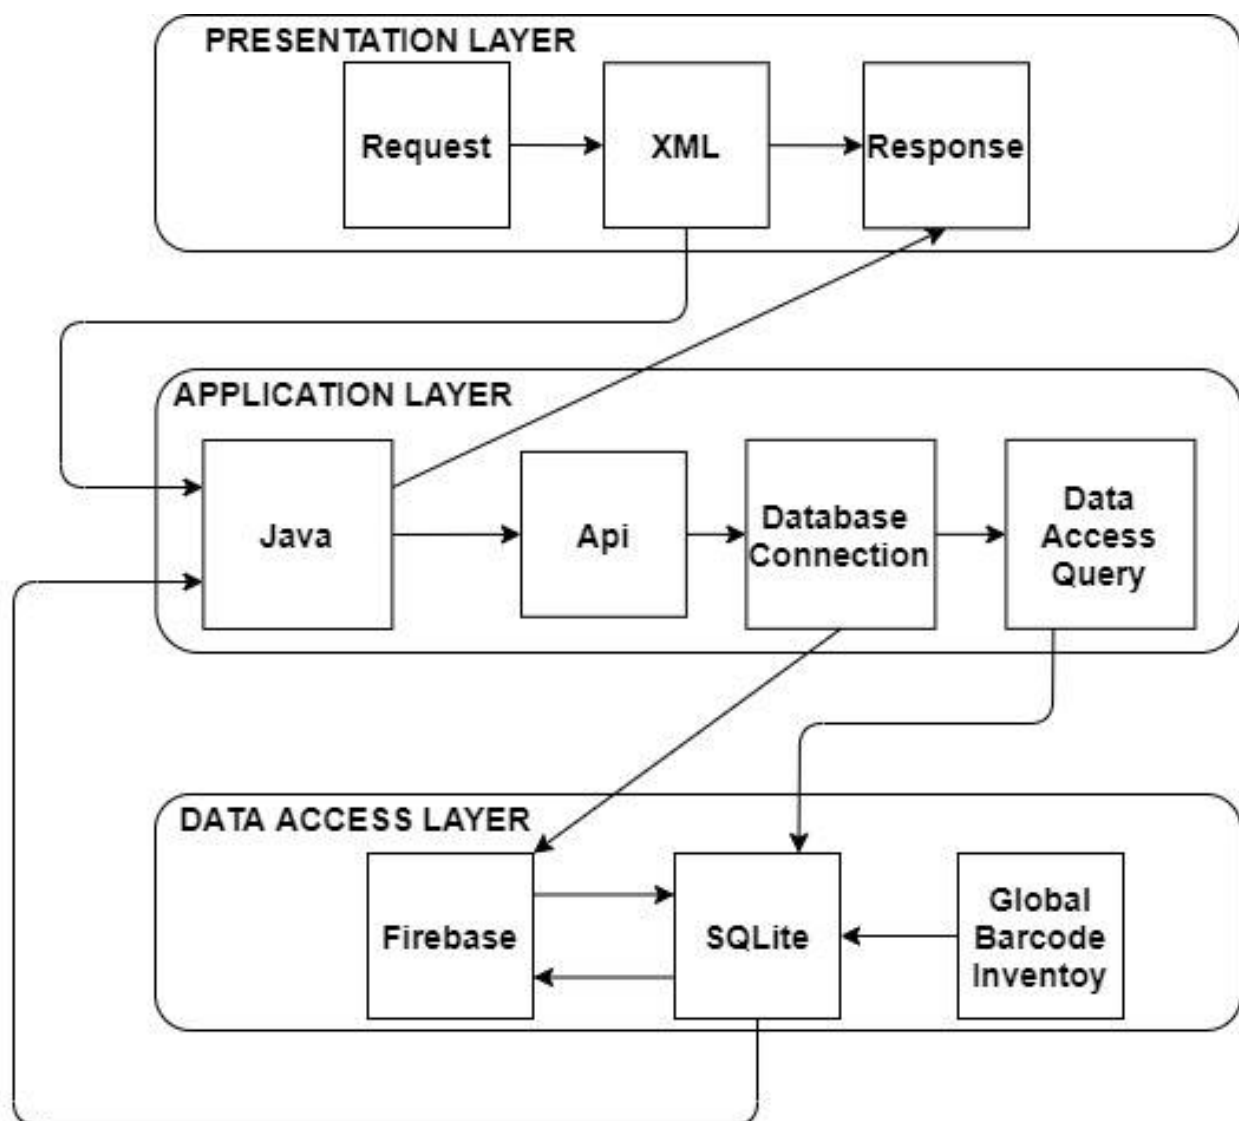 PRESENTATION LAYER
Request
XML
Response
APPLICATION LAYER
Java
Api
Database
Connection
Data
Access
Query
DATA ACCESS LAYER
Firebase
SQLite
Global
Barcode
Inventoy